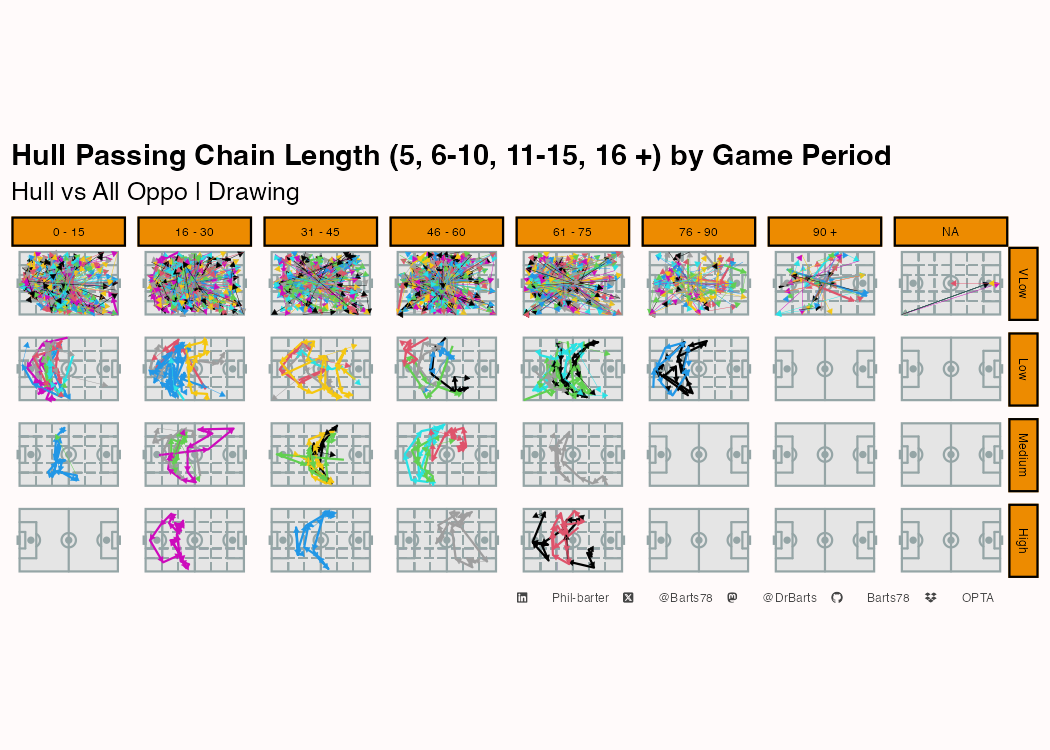 Hull Passing Chain Length (5, 6-10, 11-15, 16 +) by Game Period
Hull vs All Oppo | Drawing
0 - 15 16 - 30 31 - 45 46 - 60 61 - 75 76 - 90 90 + NA
VLow
Low
Medium
High
Phil-barter @Barts78 @DrBarts Barts78 OPTA